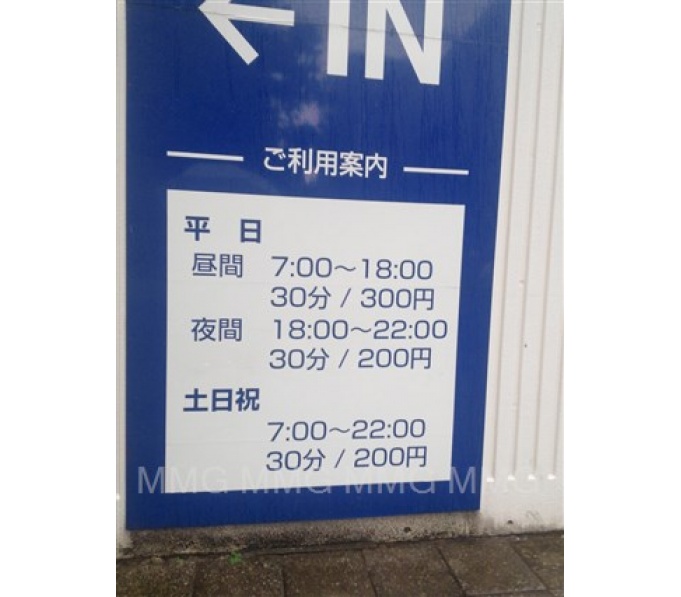 ← IN
ご利用案内
平 日
昼間 7:00～18:00
30分 / 300円
夜間 18:00～22:00
30分 / 200円
土日祝
7:00～22:00
30分 / 200円
MMG MMG MMG MMG